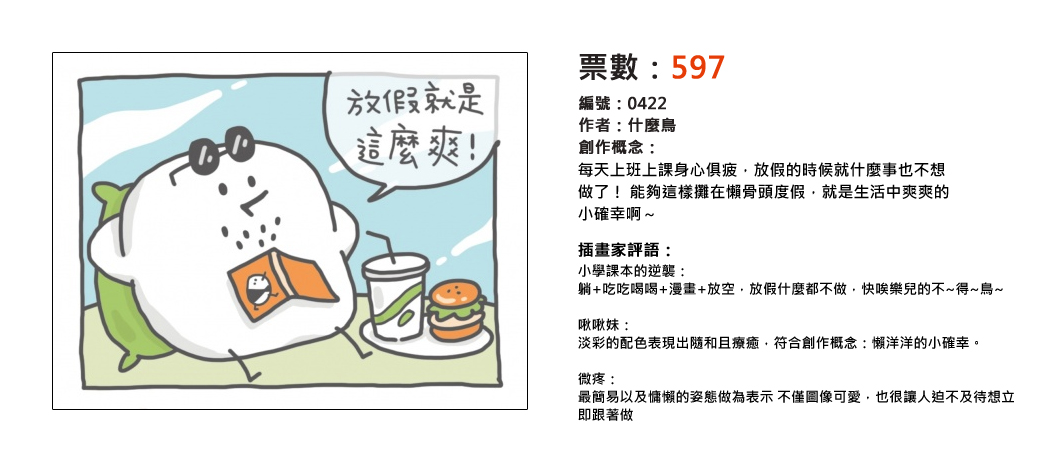 放假就是
這麼爽!
票數：597
編號：0422
作者：什麼鳥
創作概念：
每天上班上課身心俱疲，放假的時候就什麼事也不想
做了！ 能夠這樣攤在懶骨頭度假，就是生活中爽爽的
小確幸啊～
插畫家評語：
小學課本的逆襲：
躺+吃吃喝喝+漫畫+放空，放假什麼都不做，快唉樂兒的不~得~鳥~
啾啾妹：
淡彩的配色表現出隨和且療癒，符合創作概念：懶洋洋的小確幸。
微疼：
最簡易以及慵懶的姿態做為表示 不僅圖像可愛，也很讓人迫不及待想立
即跟著做